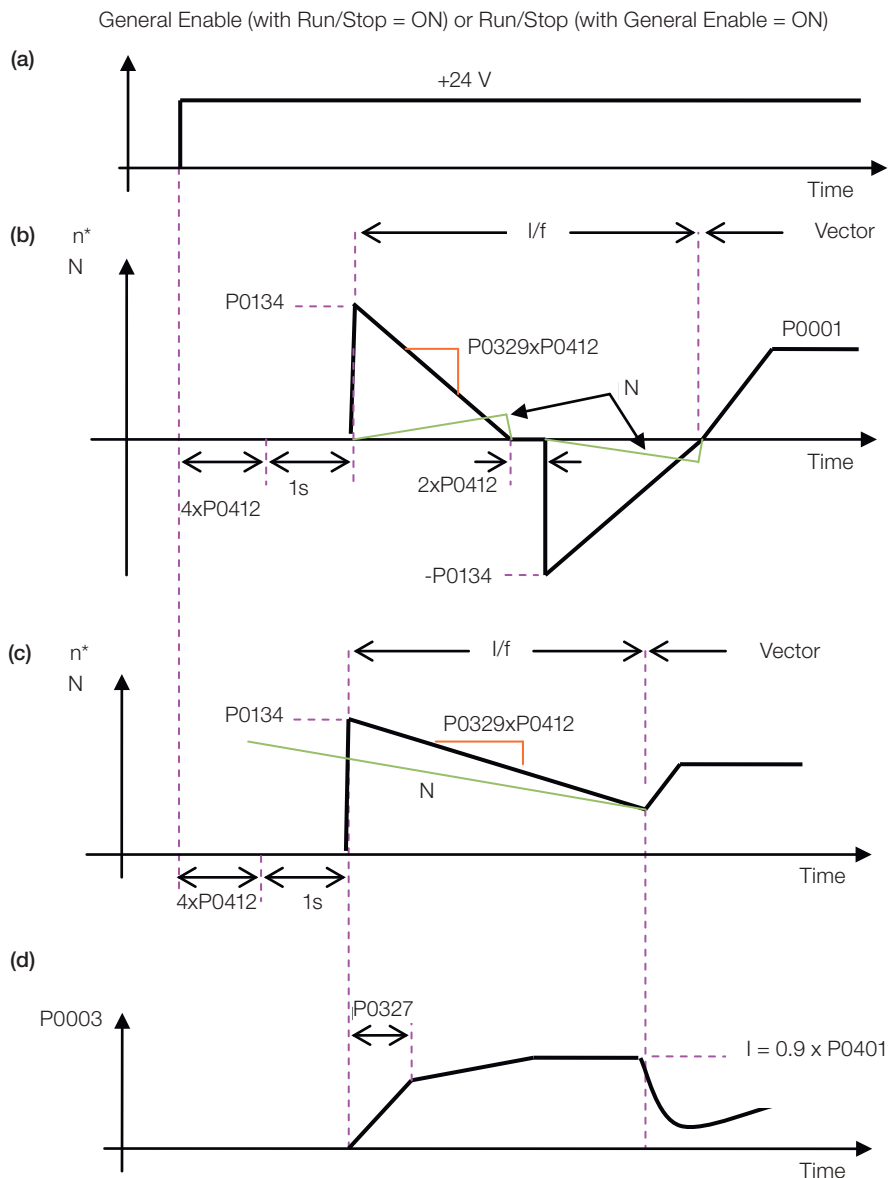 General Enable (with Run/Stop = ON) or Run/Stop (with General Enable = ON)
(a)
+24 V
Time
(b)
n*
N
I/f
Vector
P0134
P0329xP0412
N
P0001
Time
4xP0412
1s
2xP0412
-P0134
(c)
n*
N
I/f
Vector
P0134
P0329xP0412
N
Time
4xP0412
1s
(d)
P0003
P0327
I = 0.9 x P0401
Time